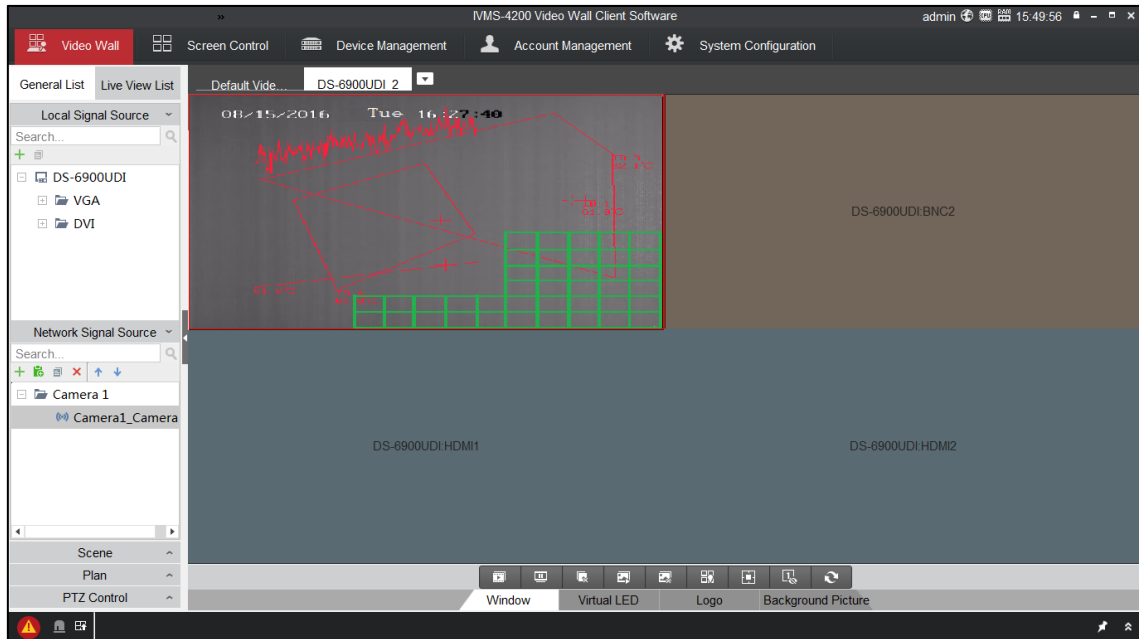 »
IVMS-4200 Video Wall Client Software
admin RAM 15:49:56
Video Wall Screen Control Device Management Account Management System Configuration
General List Live View List
Default Vide... DS-6900UDI_2
Local Signal Source
08/15/2016 Tue 16:27:40
Search...
DS-6900UDI
VGA
DVI
DS-6900UDI:BNC2
Network Signal Source
Search...
Camera 1
Camera1_Camera
DS-6900UDI:HDMI1 DS-6900UDI:HDMI2
Scene
Plan
PTZ Control
Window Virtual LED Logo Background Picture